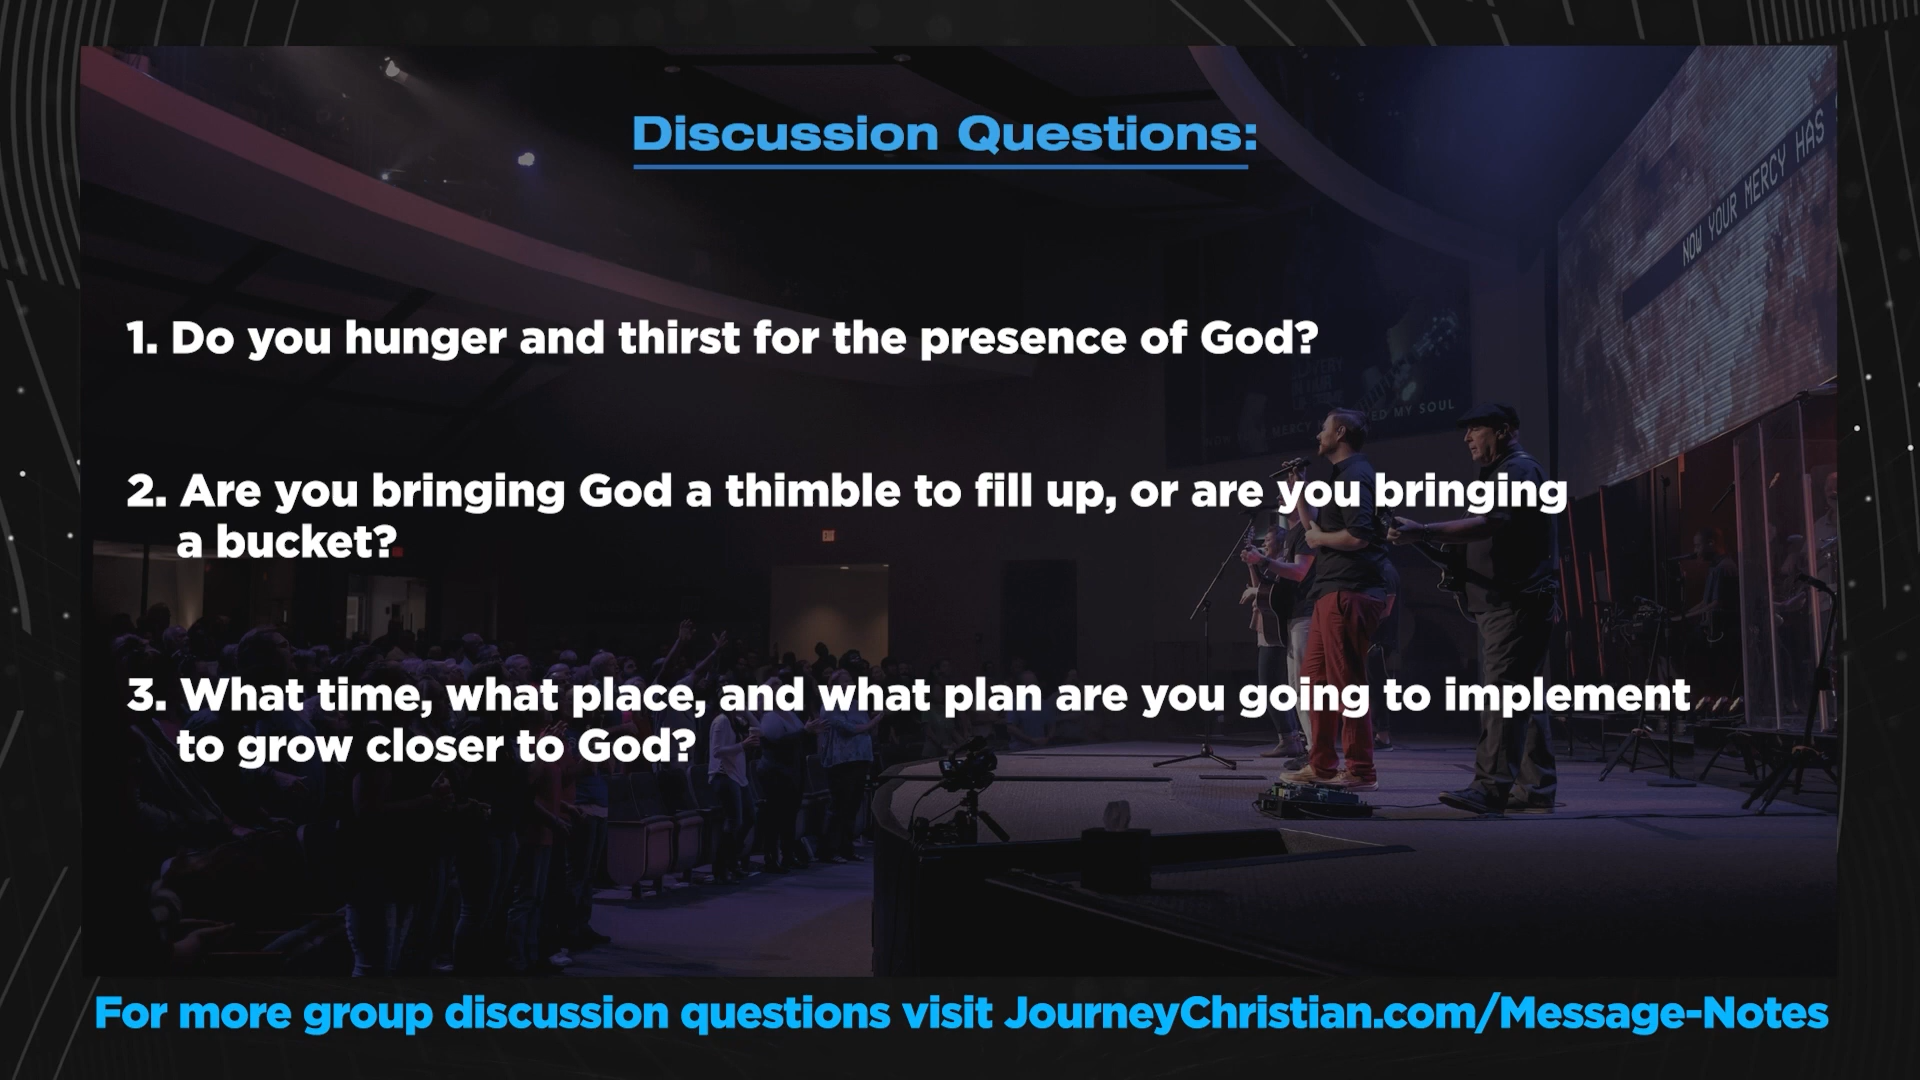 Discussion Questions:
NOW YOUR MERCY HAS
1. Do you hunger and thirst for the presence of God?
MY SOUL
2. Are you bringing God a thimble to fill up, or are you bringing
a bucket?
EXIT
3. What time, what place, and what plan are you going to implement
to grow closer to God?
For more group discussion questions visit JourneyChristian.com/Message-Notes